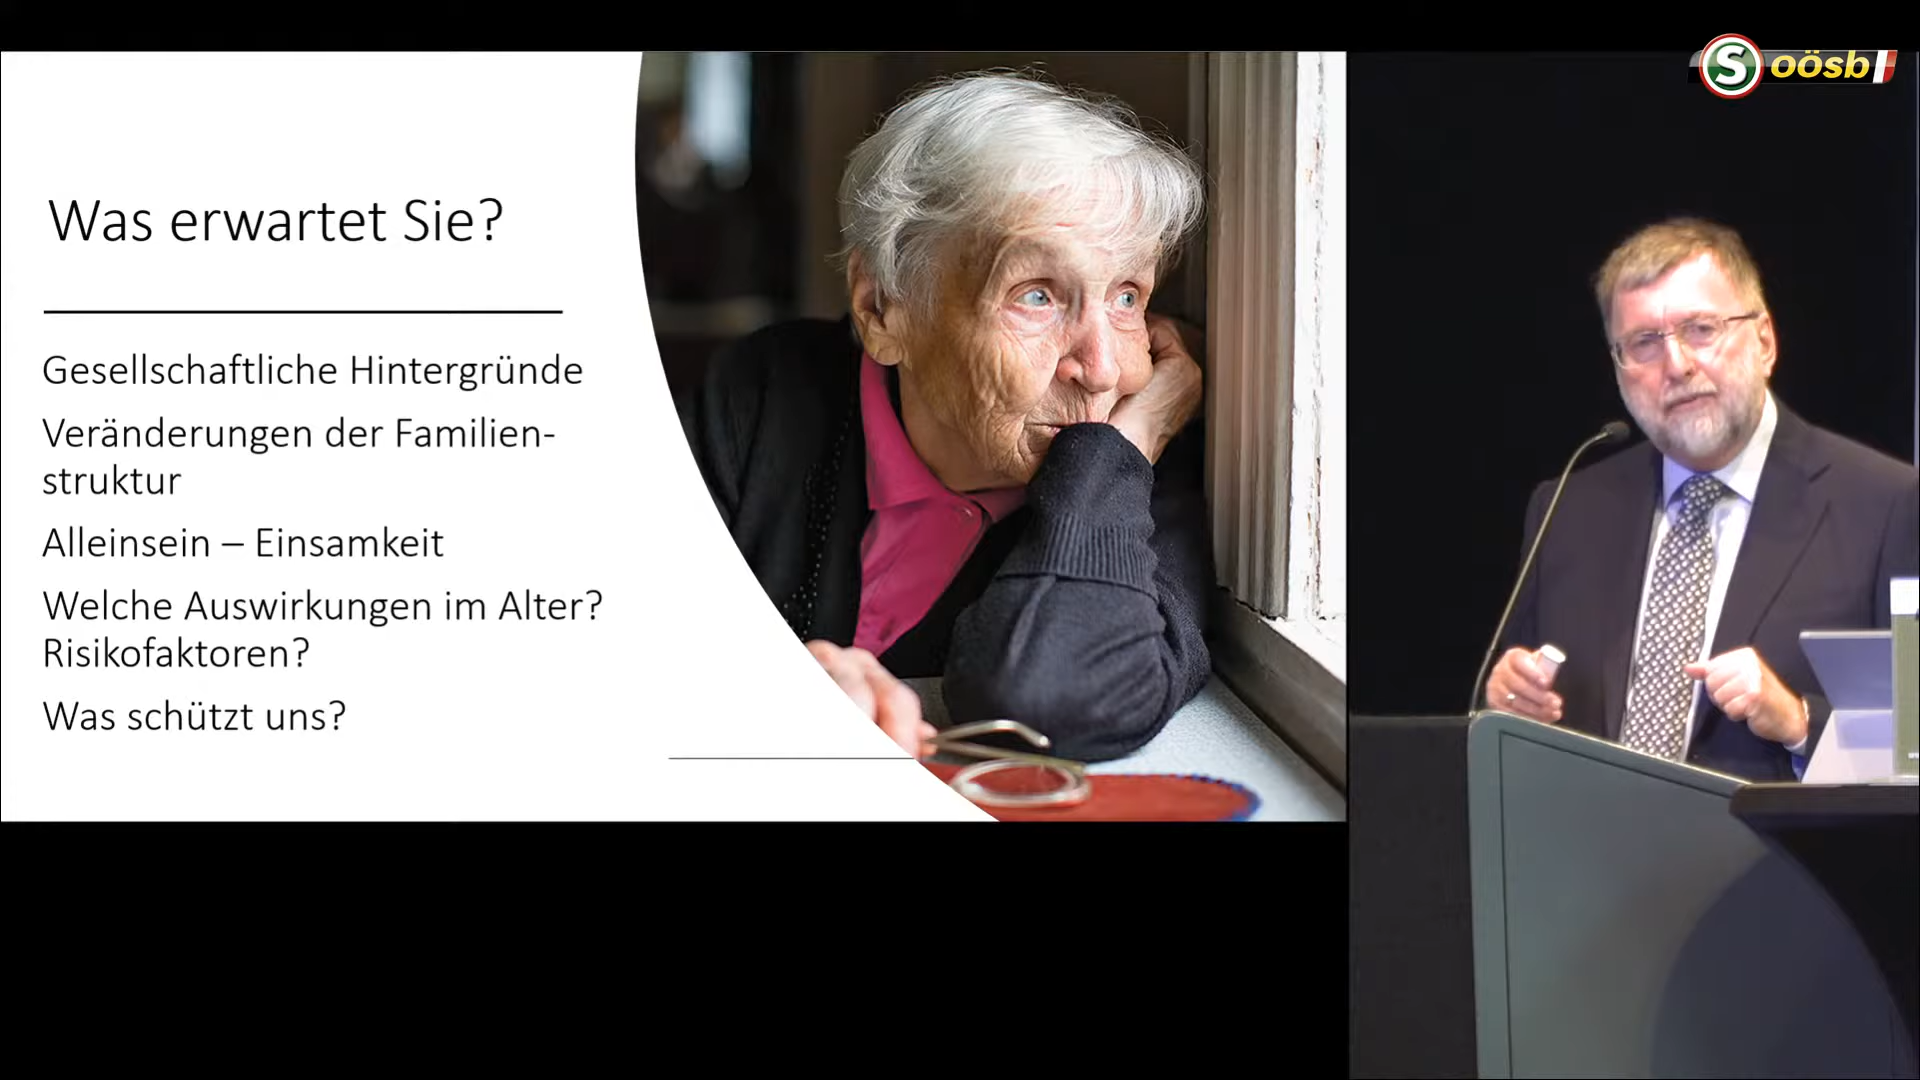 S oösb
Was erwartet Sie?
Gesellschaftliche Hintergründe
Veränderungen der Familien-
struktur
Alleinsein – Einsamkeit
Welche Auswirkungen im Alter?
Risikofaktoren?
Was schützt uns?